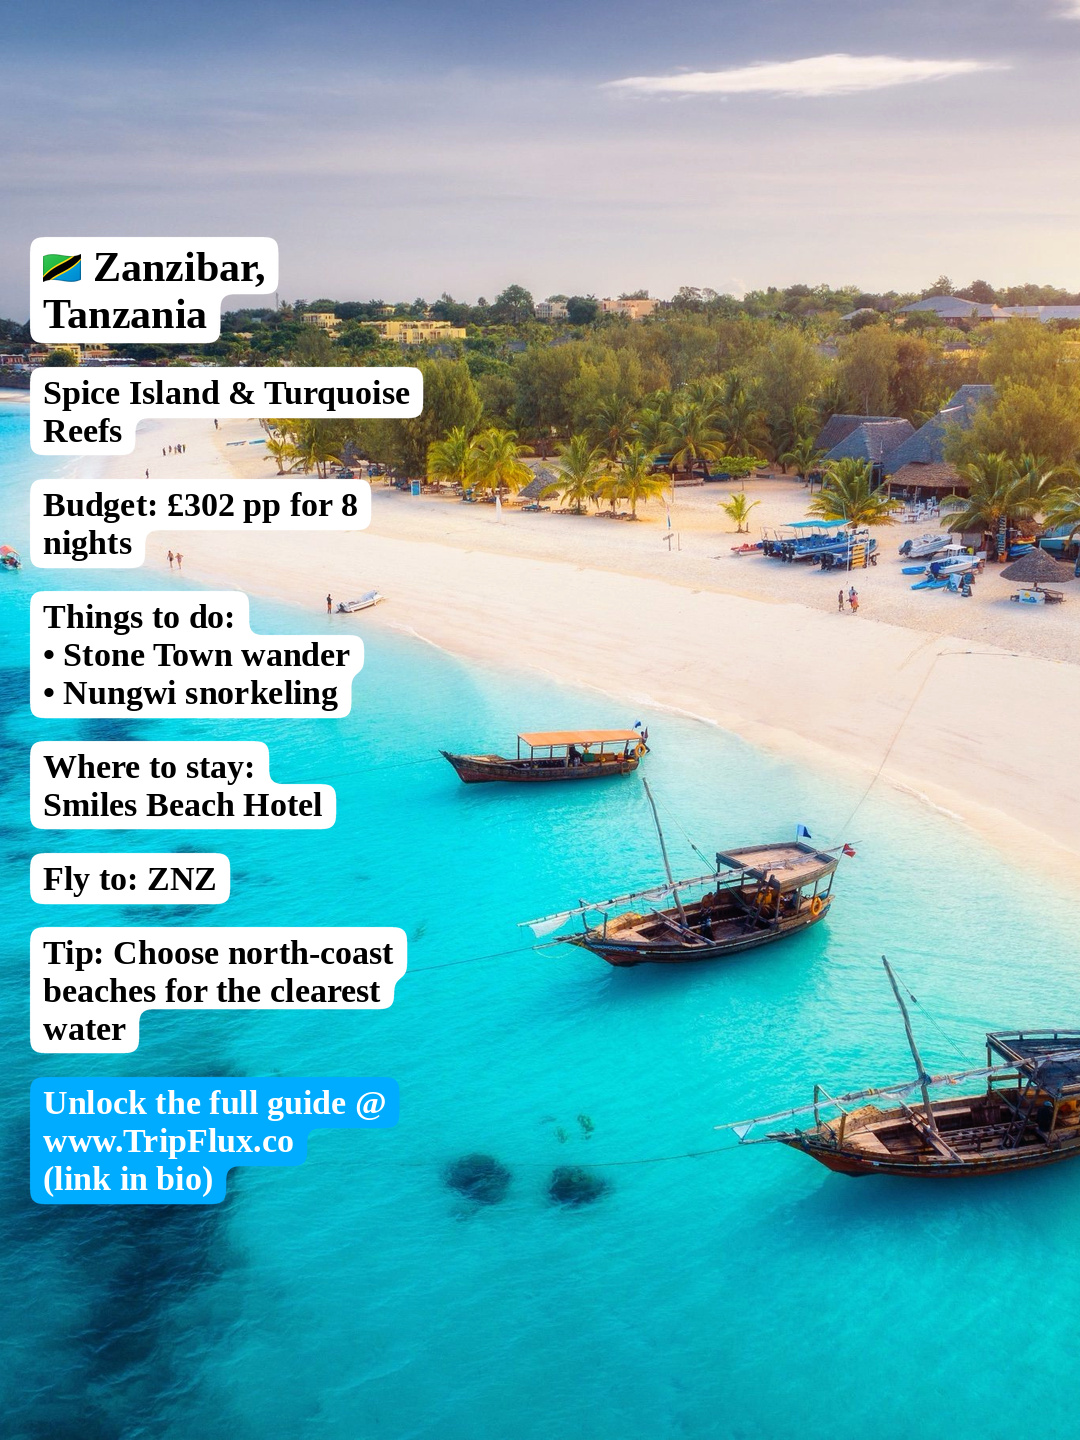 🇹🇿 Zanzibar,
Tanzania
Spice Island & Turquoise
Reefs
Budget: £302 pp for 8
nights
Things to do:
• Stone Town wander
• Nungwi snorkeling
Where to stay:
Smiles Beach Hotel
Fly to: ZNZ
Tip: Choose north-coast
beaches for the clearest
water
Unlock the full guide @
www.TripFlux.co
(link in bio)